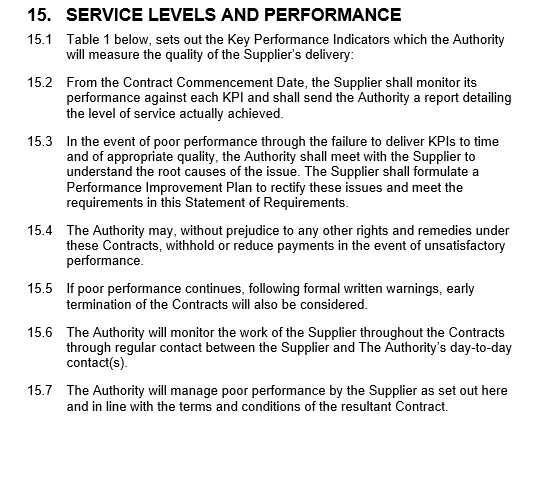 15. SERVICE LEVELS AND PERFORMANCE
15.1 Table 1 below, sets out the Key Performance Indicators which the Authority
will measure the quality of the Supplier's delivery:
15.2 From the Contract Commencement Date, the Supplier shall monitor its
performance against each KPI and shall send the Authority a report detailing
the level of service actually achieved.
15.3 In the event of poor performance through the failure to deliver KPIs to time
and of appropriate quality, the Authority shall meet with the Supplier to
understand the root causes of the issue. The Supplier shall formulate a
Performance Improvement Plan to rectify these issues and meet the
requirements in this Statement of Requirements.
15.4 The Authority may, without prejudice to any other rights and remedies under
these Contracts, withhold or reduce payments in the event of unsatisfactory
performance.
15.5 If poor performance continues, following formal written warnings, early
termination of the Contracts will also be considered.
15.6 The Authority will monitor the work of the Supplier throughout the Contracts
through regular contact between the Supplier and The Authority's day-to-day
contact(s).
15.7 The Authority will manage poor performance by the Supplier as set out here
and in line with the terms and conditions of the resultant Contract.